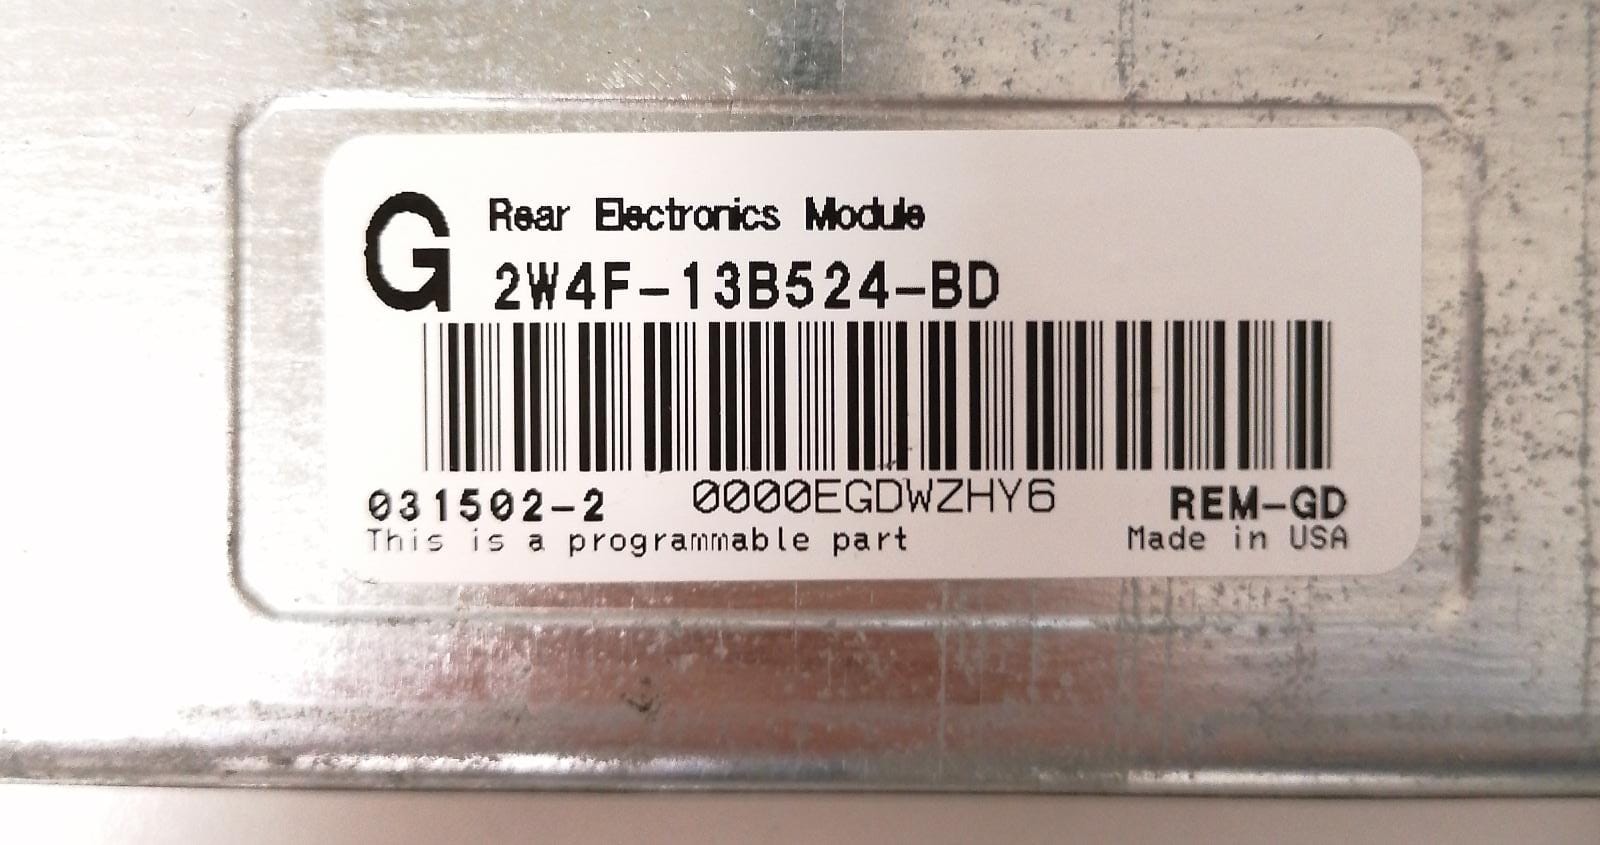 G
Rear Electronics Module
2W4F-13B524-BD
031502-2 0000EGDWZHY6 REM-GD
This is a programmable part Made in USA